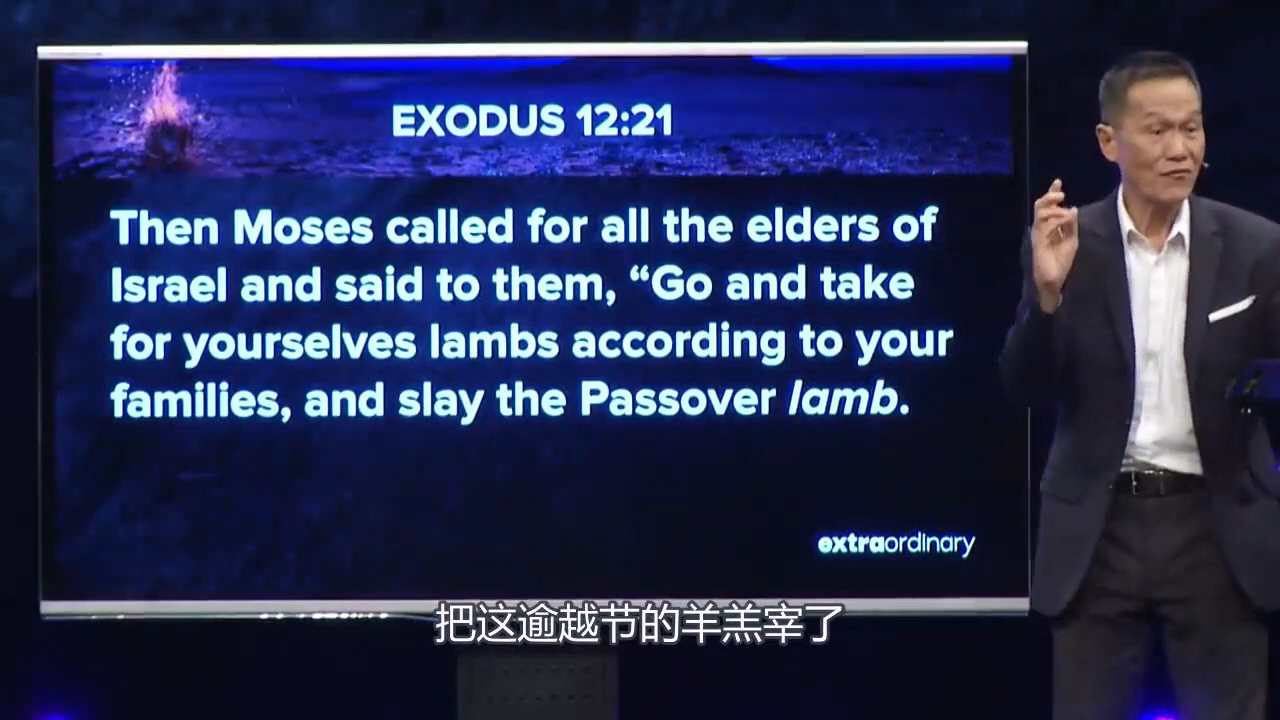 EXODUS 12:21
Then Moses called for all the elders of
Israel and said to them, “Go and take
for yourselves lambs according to your
families, and slay the Passover lamb.
extraordinary
把这逾越节的羊羔宰了